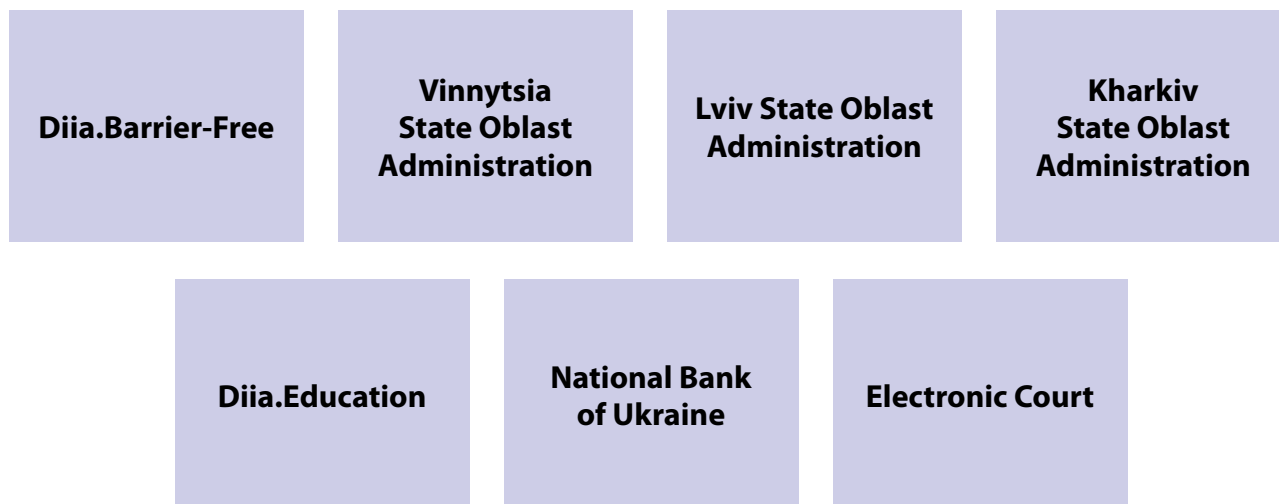 Diia.Barrier-Free
Vinnytsia
State Oblast
Administration
Lviv State Oblast
Administration
Kharkiv
State Oblast
Administration
Diia.Education
National Bank
of Ukraine
Electronic Court